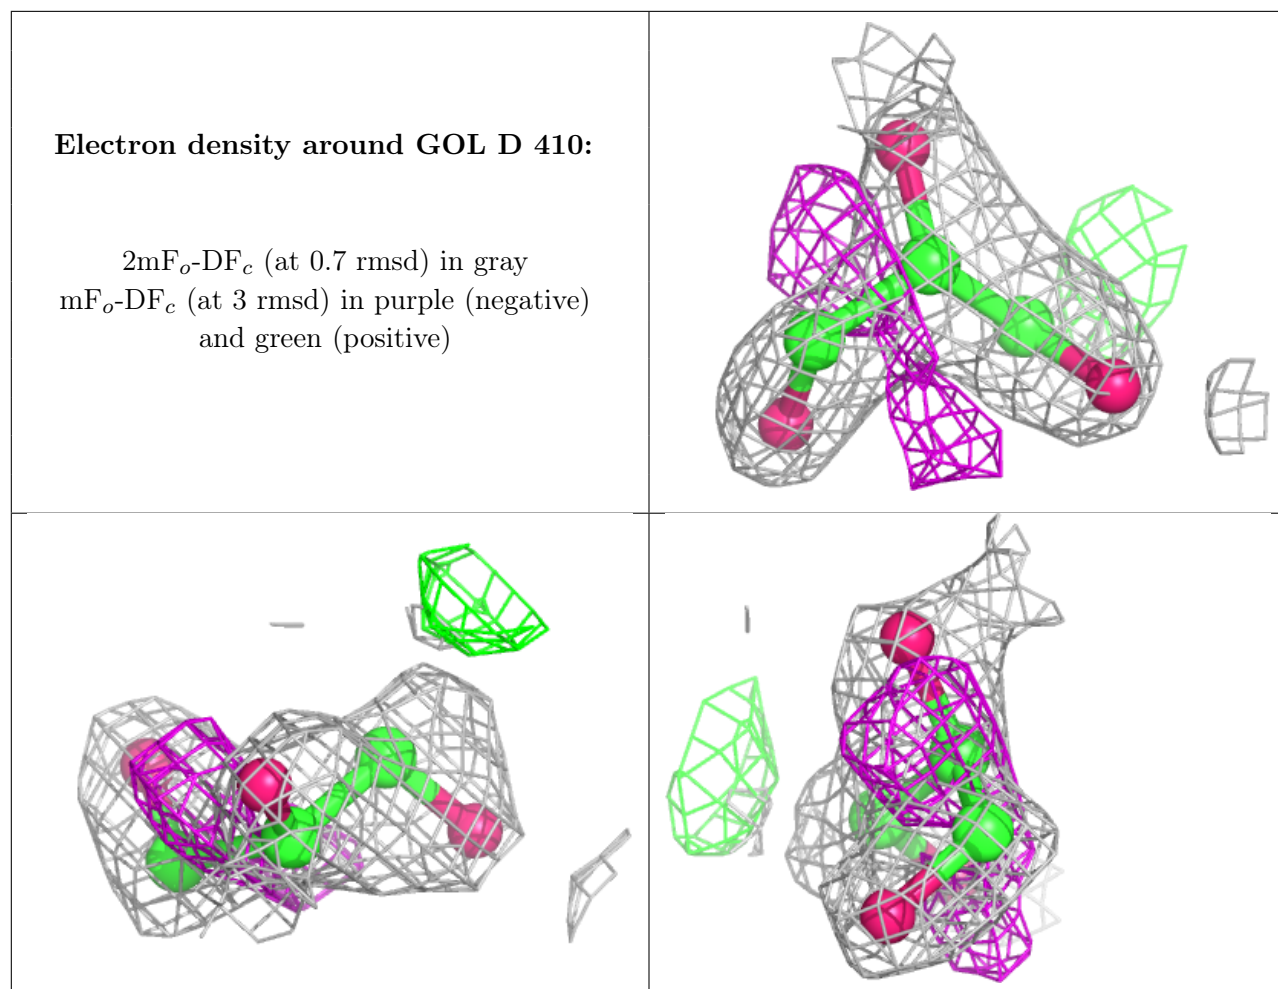 Electron density around GOL D 410:
2mFₒ-DF𝒸 (at 0.7 rmsd) in gray
mFₒ-DF𝒸 (at 3 rmsd) in purple (negative)
and green (positive)